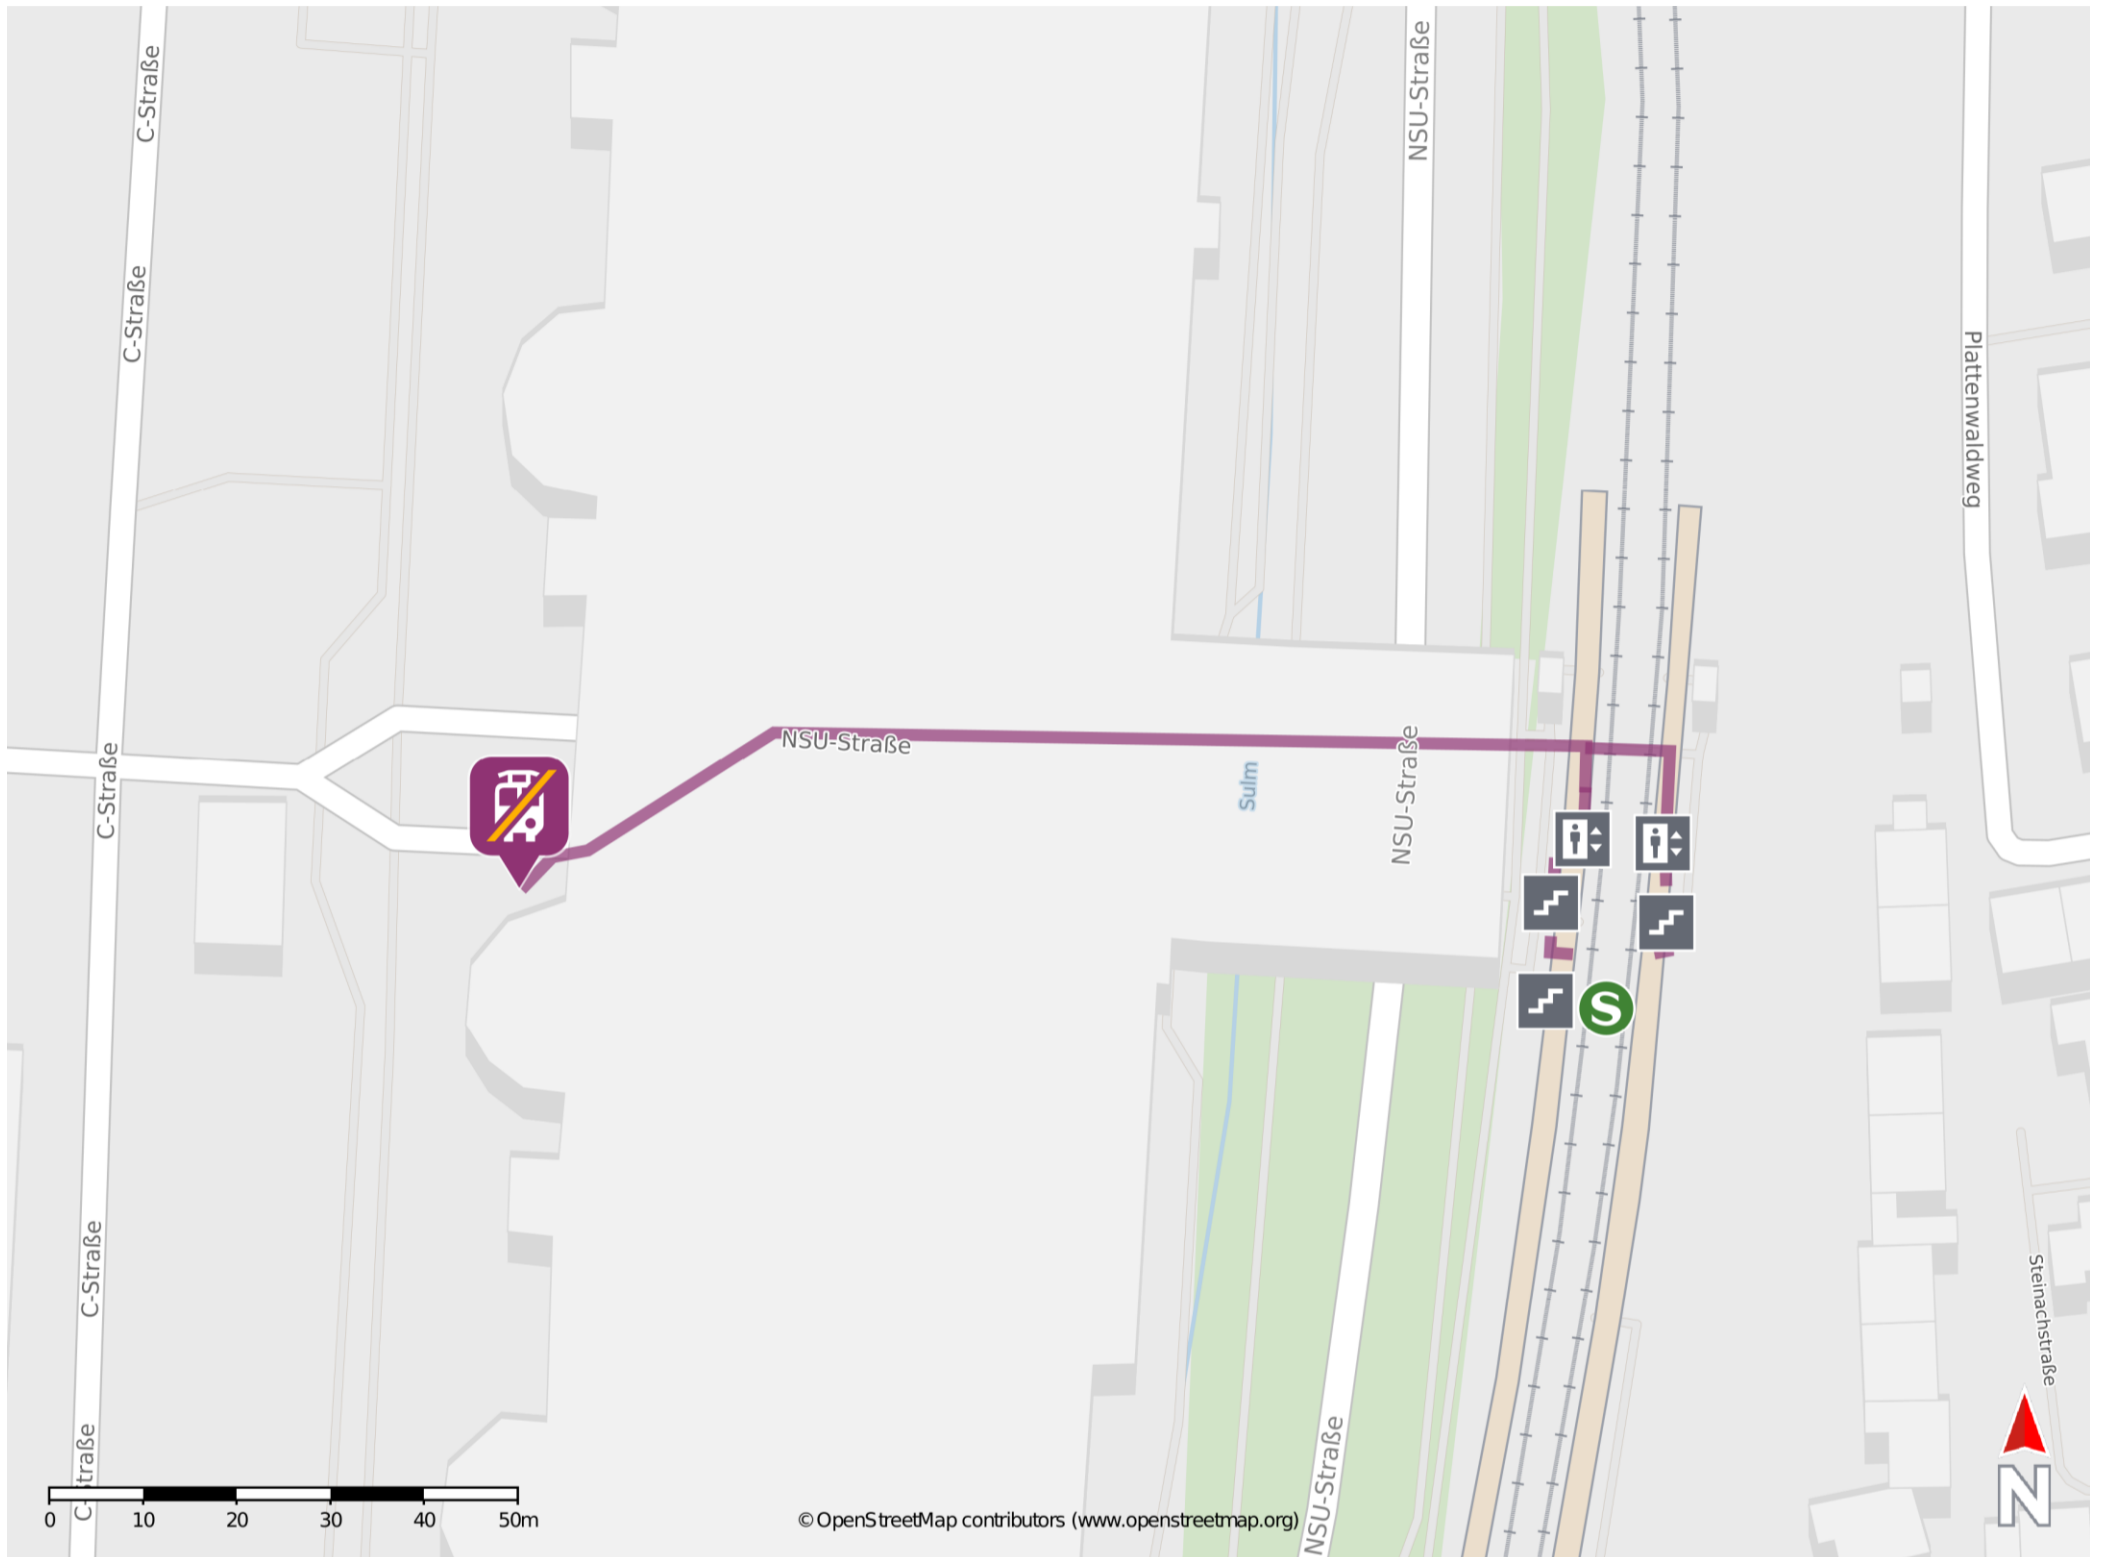 C-Straße
NSU-Straße
C-Straße
Plattenwaldweg
C-Straße
NSU-Straße
Sulm
NSU-Straße
S
C-Straße
Steinachstraße
C-Straße
NSU-Straße
N
0 10 20 30 40 50m
© OpenStreetMap contributors (www.openstreetmap.org)